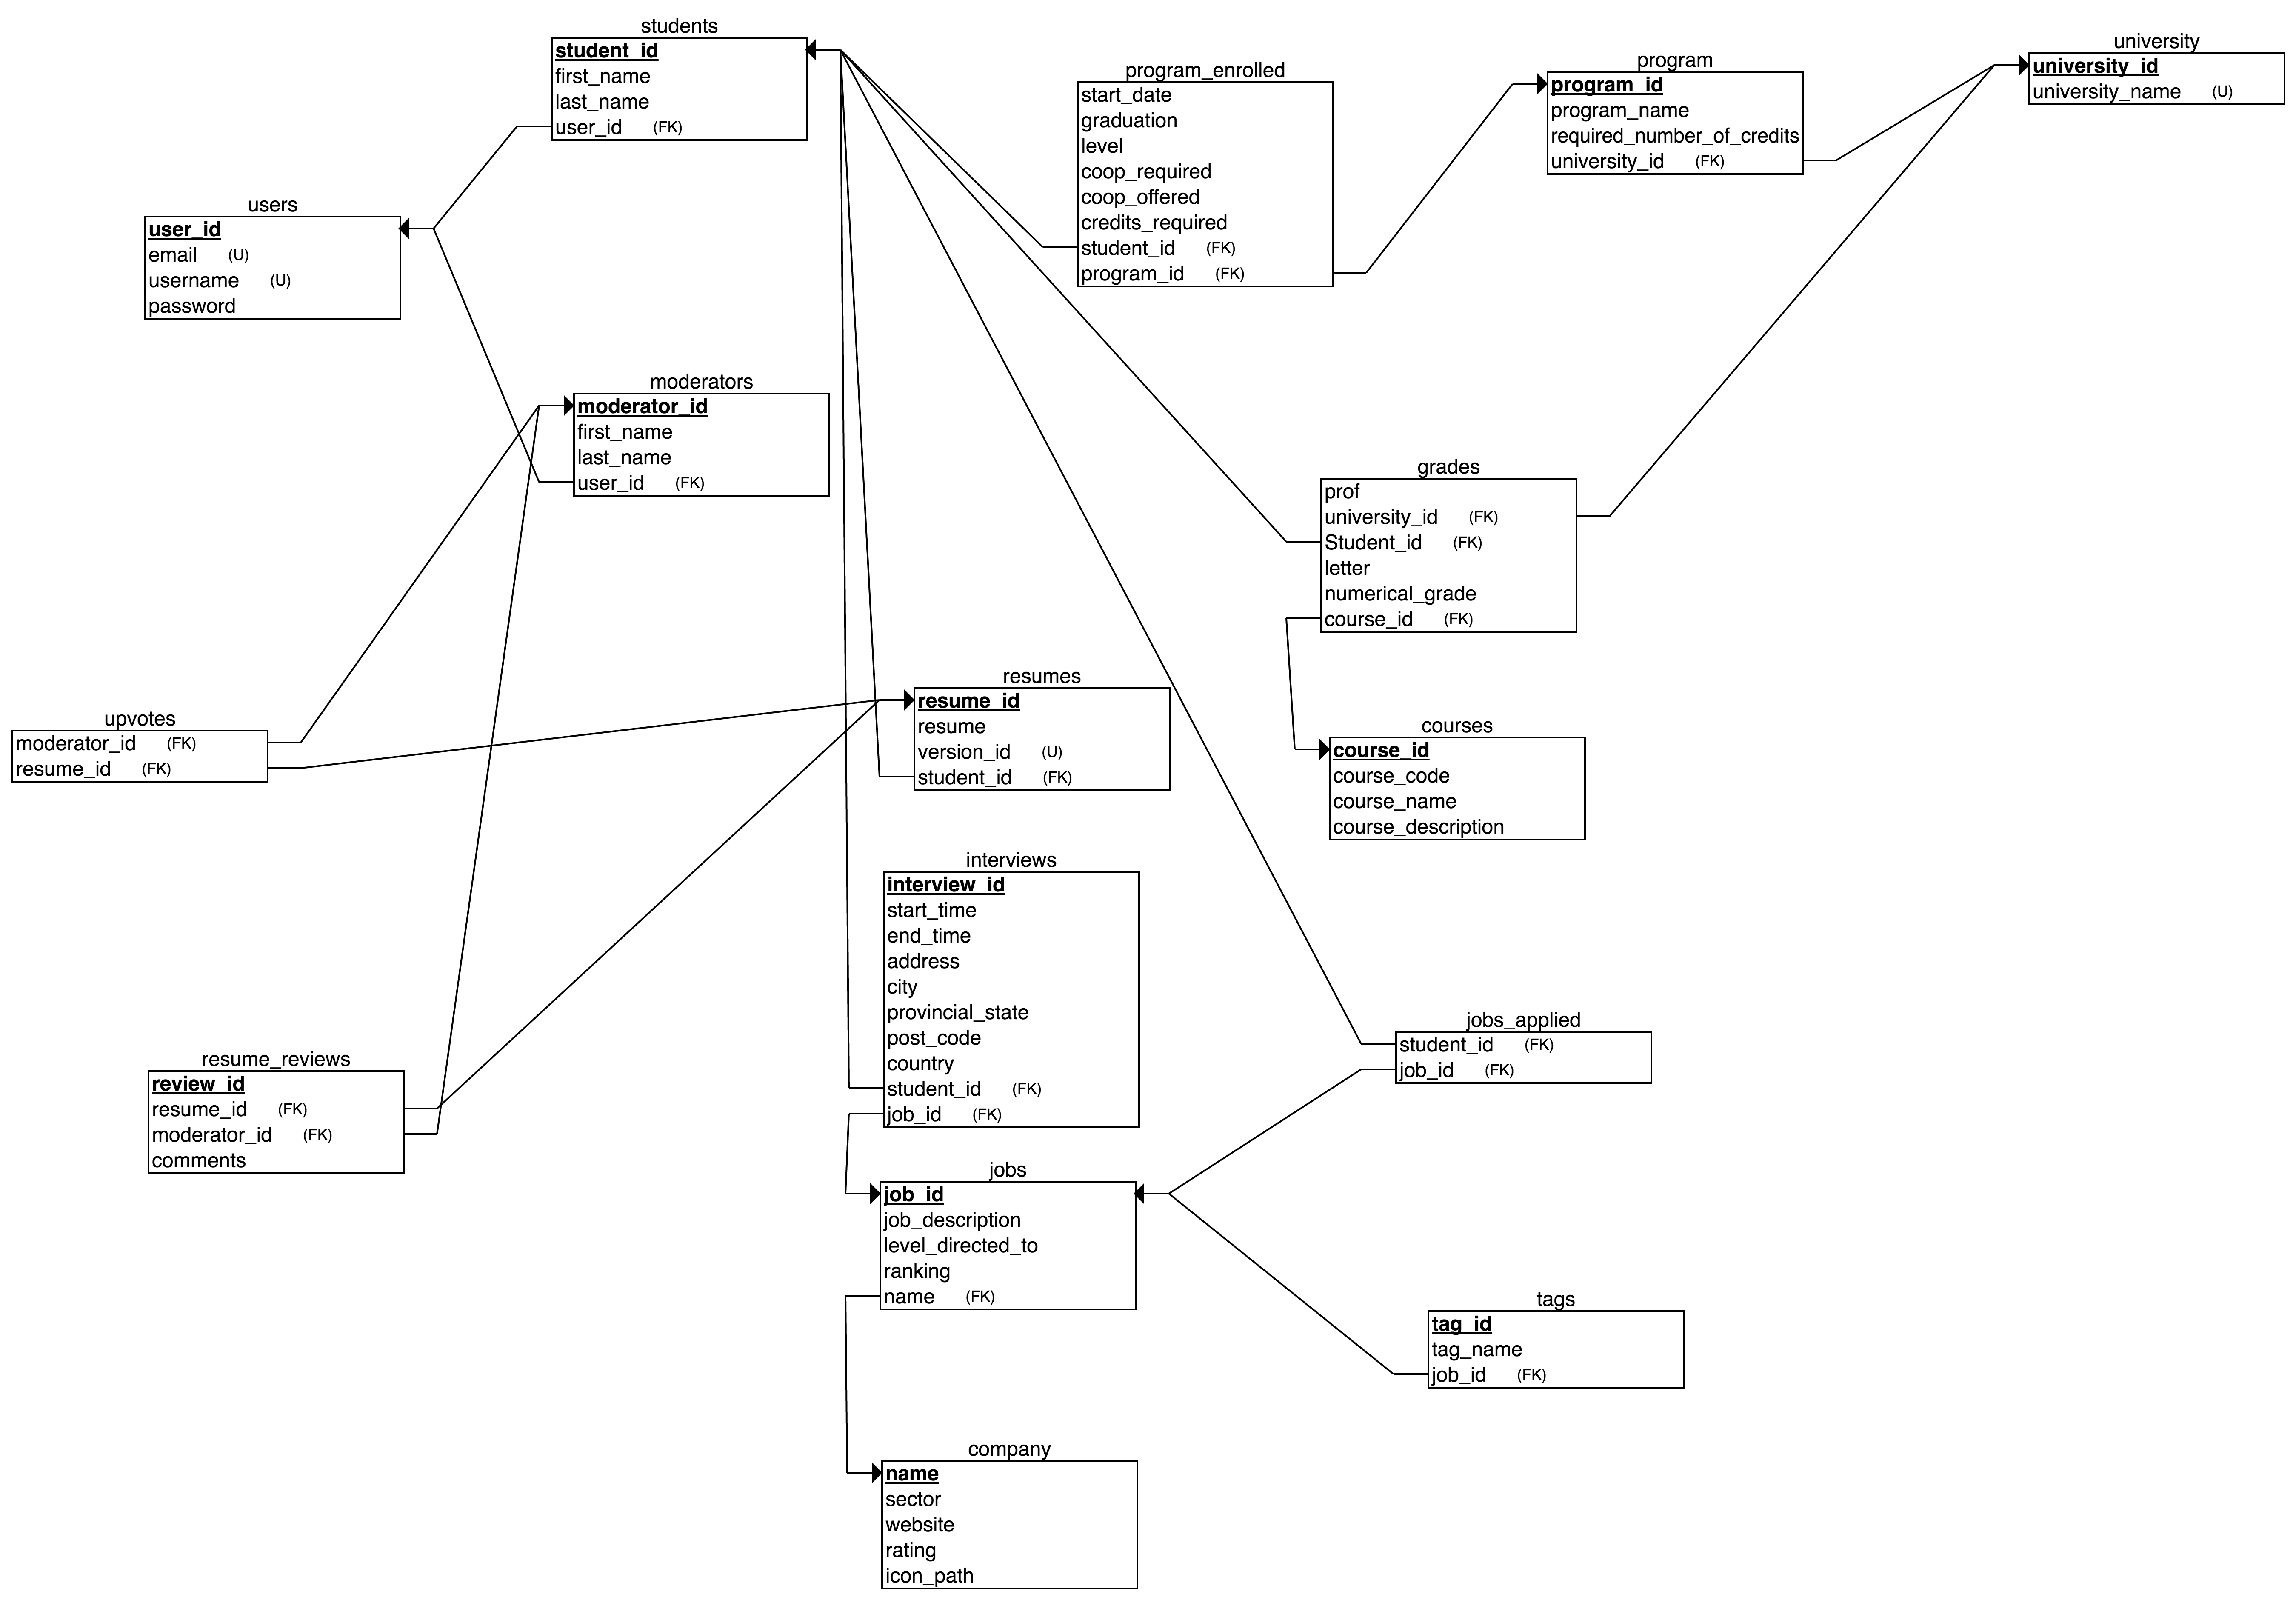 students
student_id
first_name
last_name
user_id (FK)
program_enrolled
start_date
graduation
level
coop_required
coop_offered
credits_required
student_id (FK)
program_id (FK)
program
program_id
program_name
required_number_of_credits
university_id (FK)
university
university_id
university_name (U)
users
user_id
email (U)
username (U)
password
moderators
moderator_id
first_name
last_name
user_id (FK)
grades
prof
university_id (FK)
Student_id (FK)
letter
numerical_grade
course_id (FK)
upvotes
moderator_id (FK)
resume_id (FK)
resumes
resume_id
resume
version_id (U)
student_id (FK)
courses
course_id
course_code
course_name
course_description
interviews
interview_id
start_time
end_time
address
city
provincial_state
post_code
country
student_id (FK)
job_id (FK)
jobs_applied
student_id (FK)
job_id (FK)
resume_reviews
review_id
resume_id (FK)
moderator_id (FK)
comments
jobs
job_id
job_description
level_directed_to
ranking
name (FK)
tags
tag_id
tag_name
job_id (FK)
company
name
sector
website
rating
icon_path